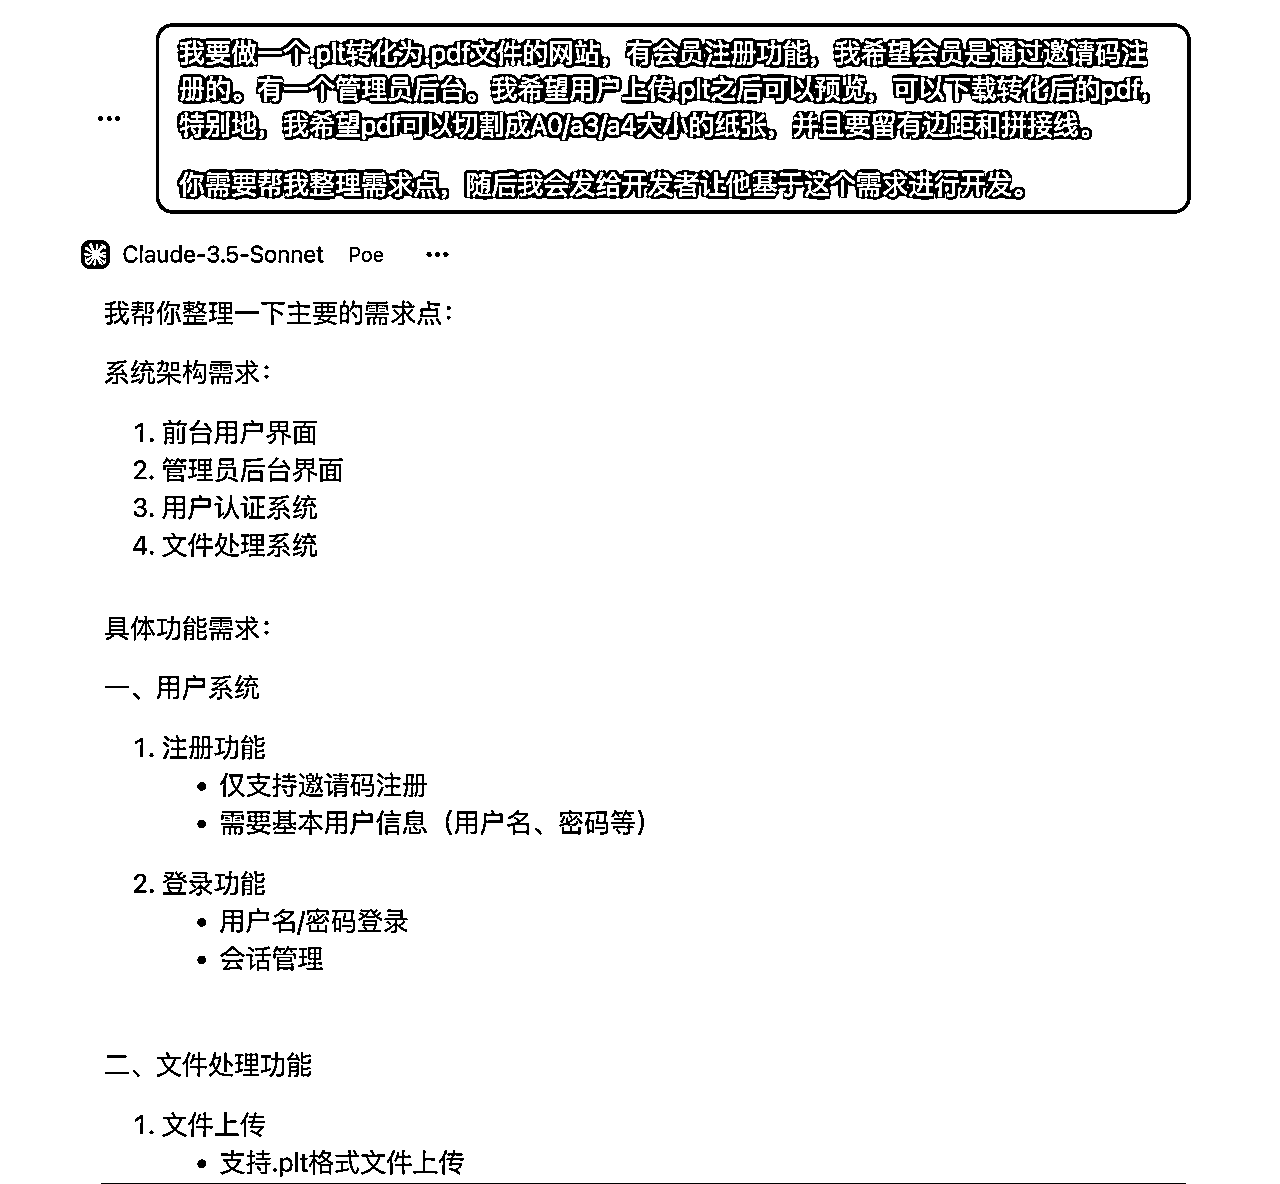 我要做一个.plt转化为.pdf文件的网站，有会员注册功能，我希望会员是通过邀请码注
册的。有一个管理员后台。我希望用户上传.plt之后可以预览，可以下载转化后的pdf，
特别地，我希望pdf可以切割成A0/a3/a4大小的纸张，并且要留有边距和拼接线。
你需要帮我整理需求点，随后我会发给开发者让他基于这个需求进行开发。
Claude-3.5-Sonnet Poe
我帮你整理一下主要的需求点：
系统架构需求：
1. 前台用户界面
2. 管理员后台界面
3. 用户认证系统
4. 文件处理系统
具体功能需求：
一、用户系统
1. 注册功能
• 仅支持邀请码注册
• 需要基本用户信息（用户名、密码等）
2. 登录功能
• 用户名/密码登录
• 会话管理
二、文件处理功能
1. 文件上传
• 支持.plt格式文件上传